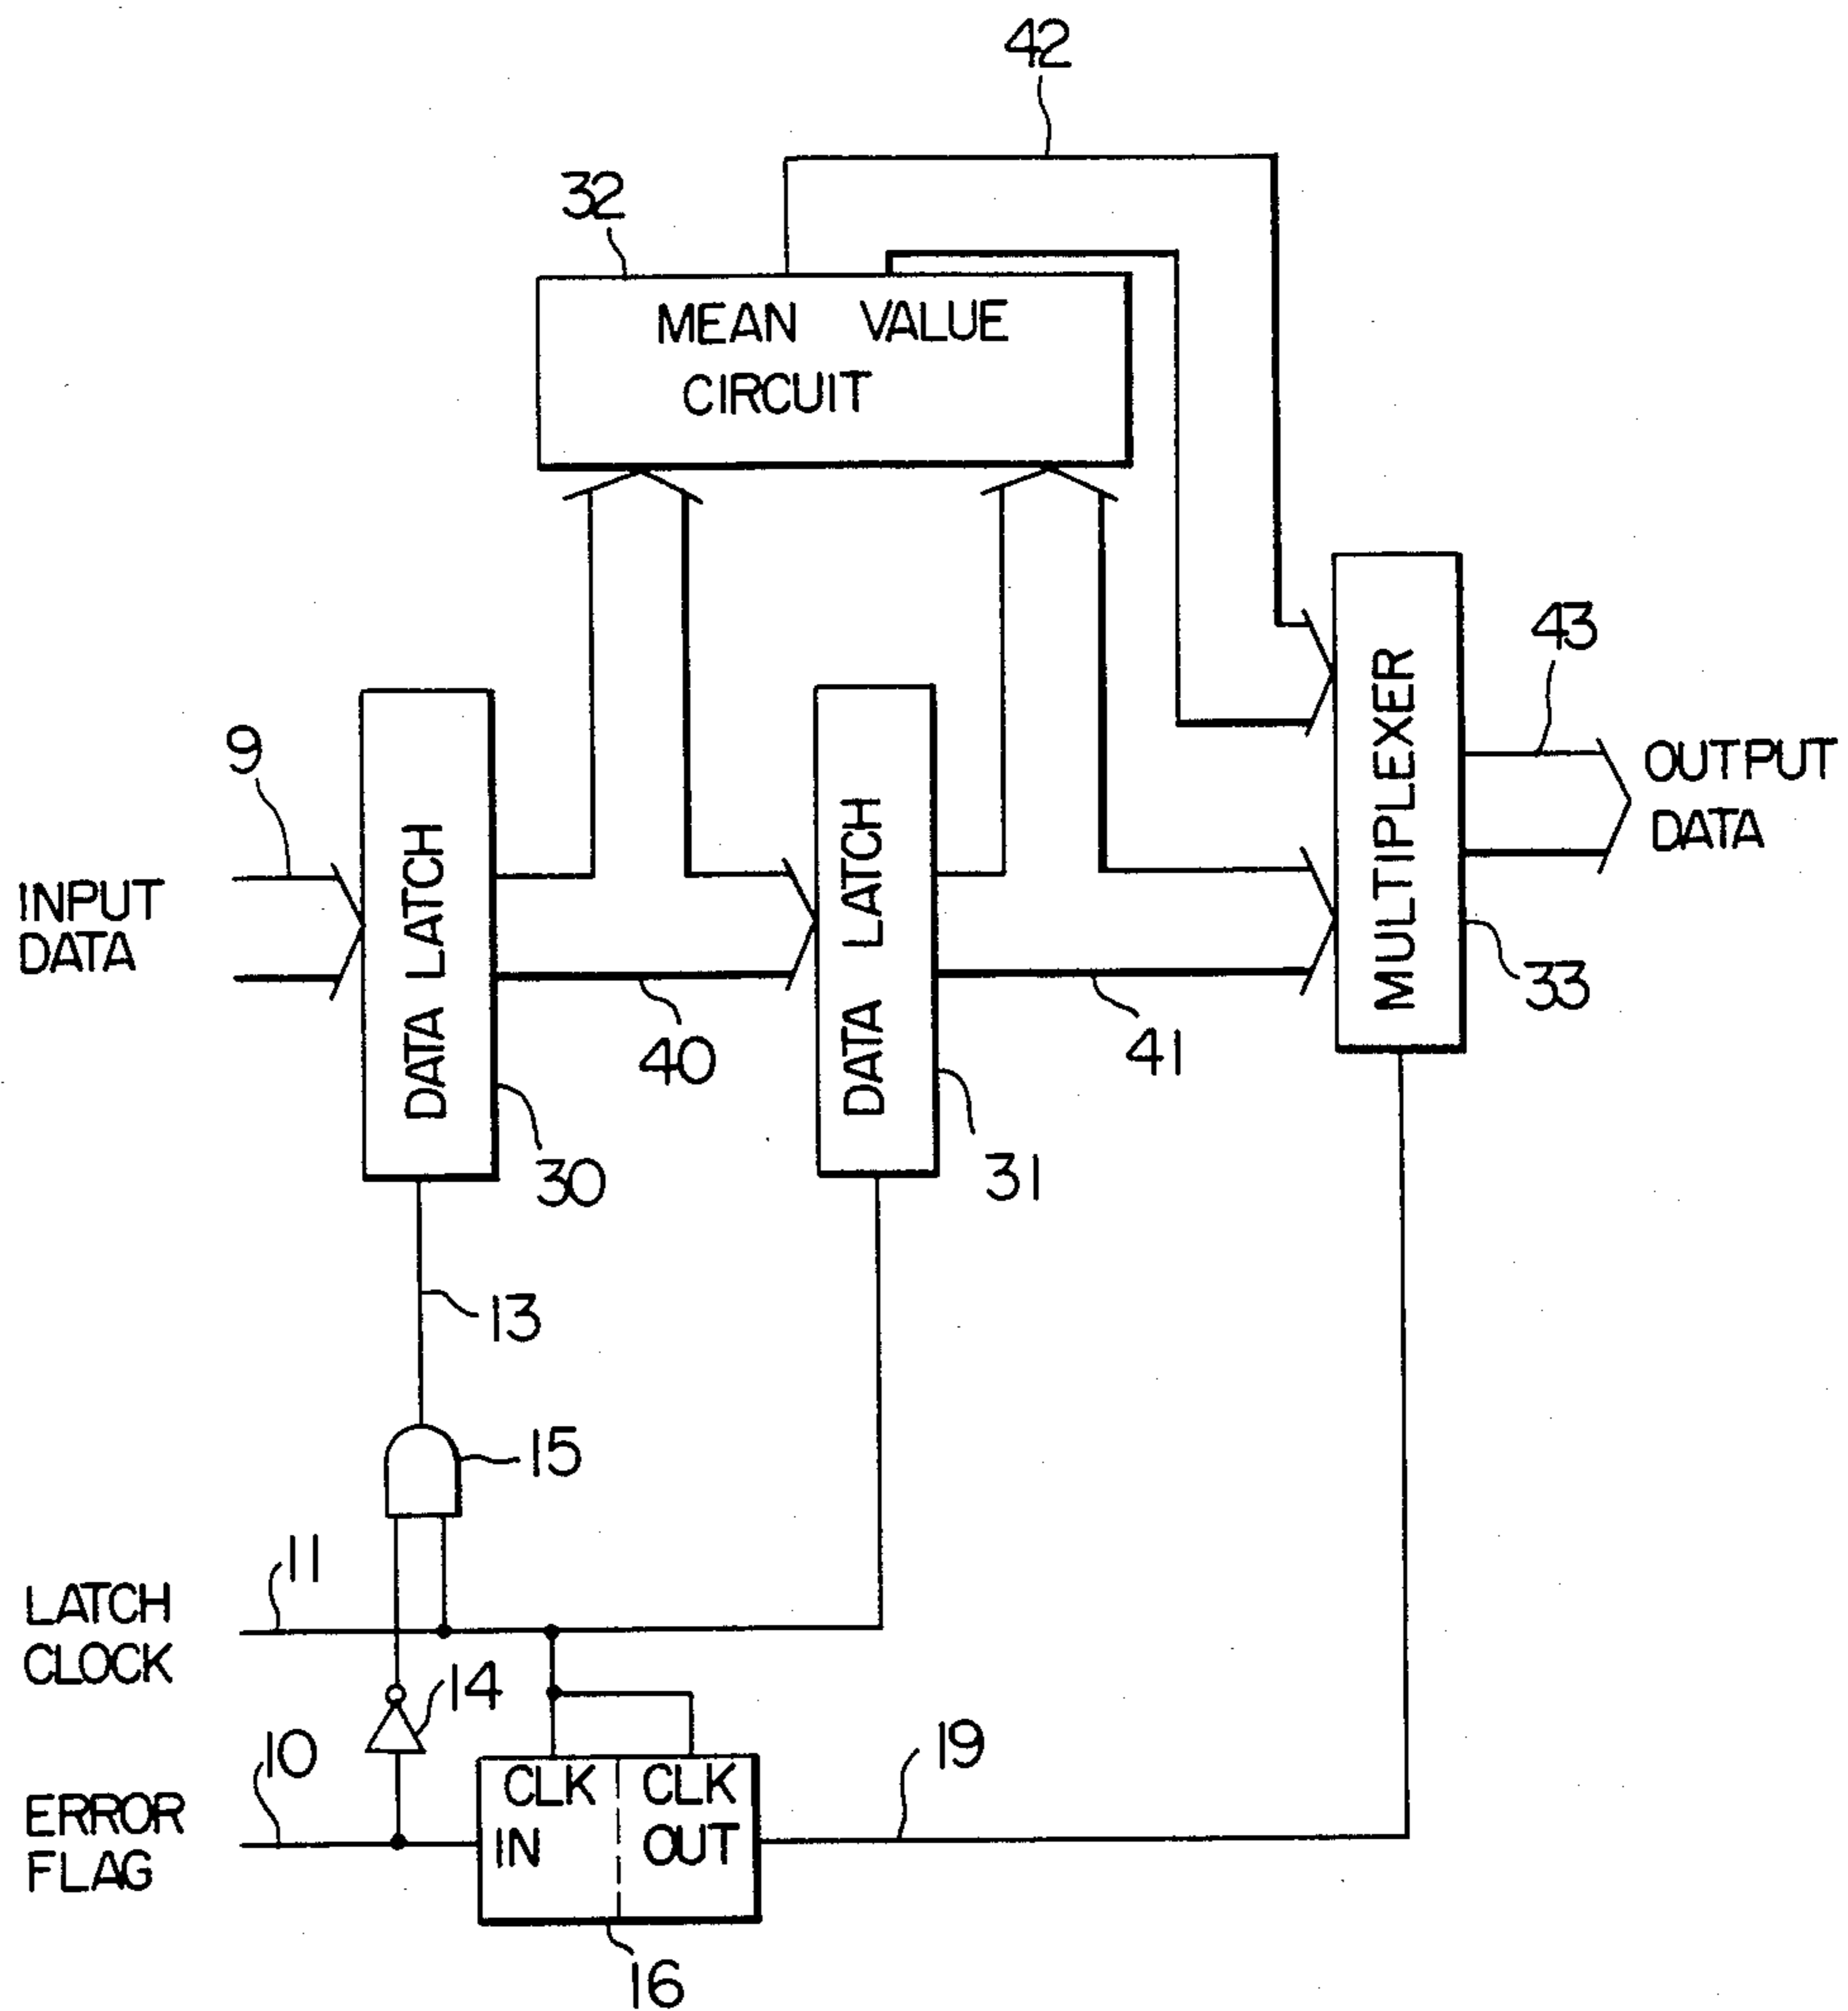 42
32
MEAN VALUE
CIRCUIT
43
9
INPUT
DATA
DATA LATCH
DATA LATCH
MULTIPLEXER
OUTPUT
DATA
33
40
41
30
31
13
15
11
LATCH
CLOCK
14
10
ERROR
FLAG
CLK
CLK
IN
OUT
19
16